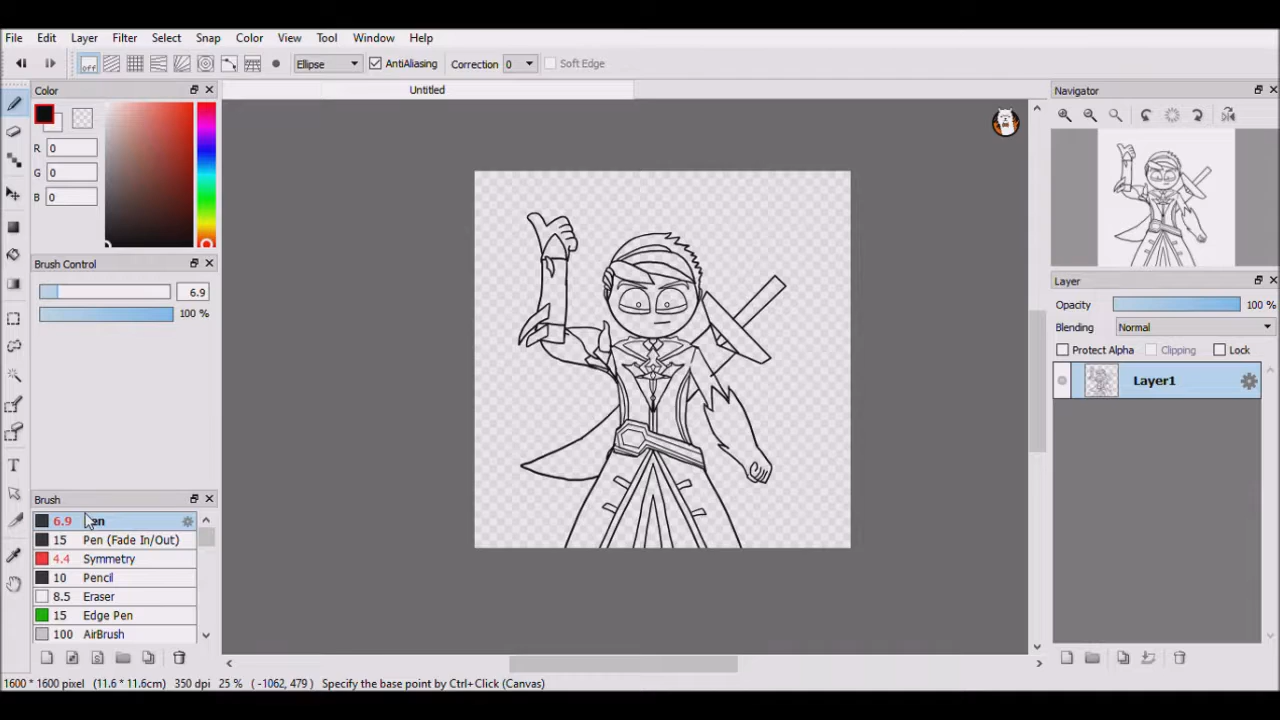 File Edit Layer Filter Select Snap Color View Tool Window Help
off Ellipse AntiAliasing Correction 0 Soft Edge
Color
Untitled
Navigator
R 0
G 0
B 0
Brush Control
6.9
100 %
Layer
Opacity 100 %
Blending Normal
Protect Alpha Clipping Lock
Layer1
Brush
6.9
15 Pen (Fade In/Out)
4.4 Symmetry
10 Pencil
8.5 Eraser
15 Edge Pen
100 AirBrush
1600 * 1600 pixel (11.6 * 11.6cm) 350 dpi 25 % ( -1062, 479 ) Specify the base point by Ctrl+Click (Canvas)